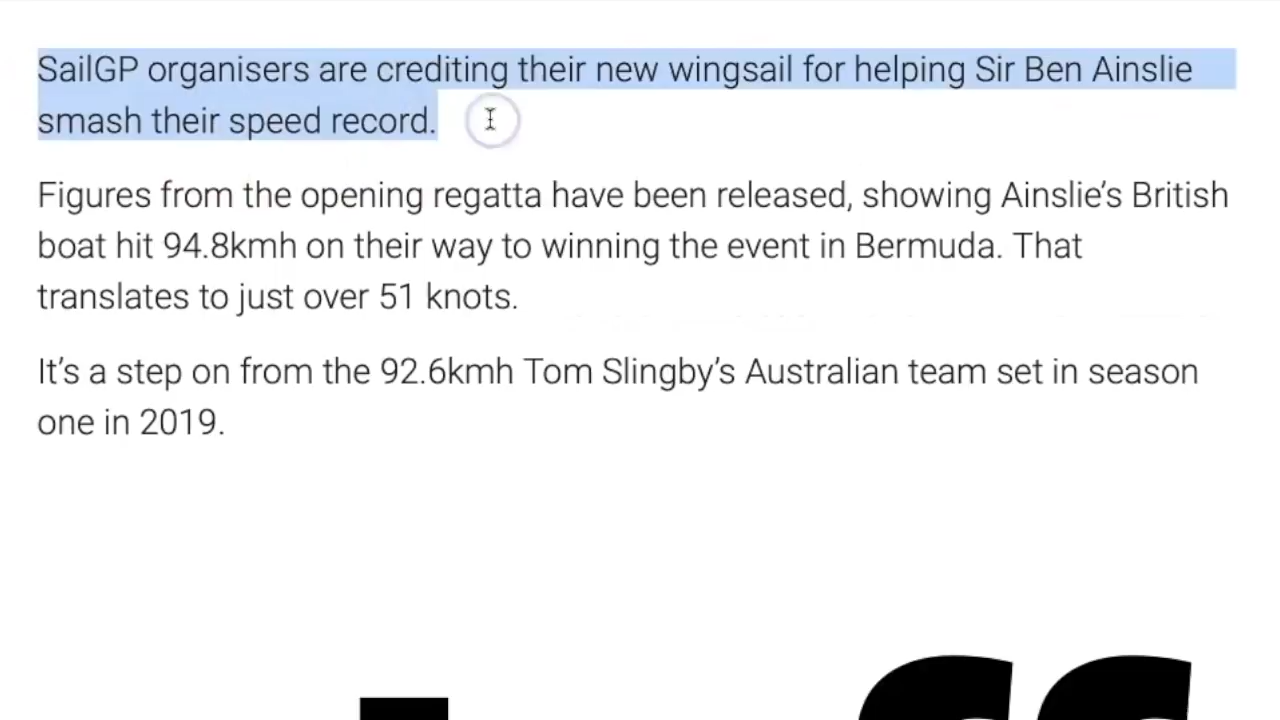 SailGP organisers are crediting their new wingsail for helping Sir Ben Ainslie
smash their speed record.
Figures from the opening regatta have been released, showing Ainslie’s British
boat hit 94.8kmh on their way to winning the event in Bermuda. That
translates to just over 51 knots.
It’s a step on from the 92.6kmh Tom Slingby’s Australian team set in season
one in 2019.